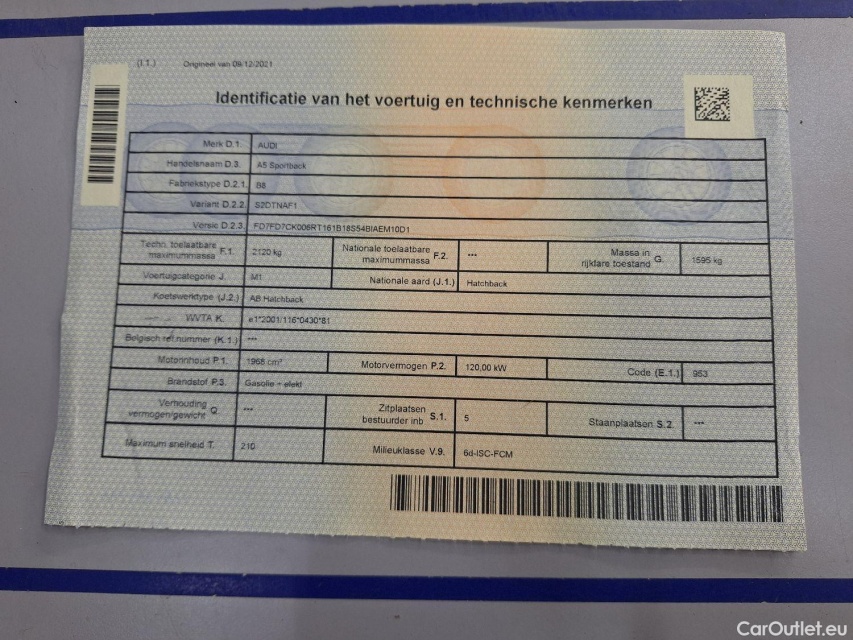 (I.1.) Origineel van 09/12/2021
Identificatie van het voertuig en technische kenmerken
Merk D.1. AUDI
Handelsnaam D.3. A5 Sportback
Fabriekstype D.2.1. B8
Variant D.2.2. S2DTNAF1
Versie D.2.3. FD7FD7CK006RT161B18S54BIAEM10D1
Techn. toelaatbare maximummassa F.1. 2120 kg Nationale toelaatbare maximummassa F.2. *** Massa in rijklare toestand G. 1595 kg
Voertuigcategorie J. M1 Nationale aard (J.1.) Hatchback
Koetswerktype (J.2.) AB Hatchback
WVTA K. e1*2001/116*0430*81
Belgisch ref.nummer (K.1.) ***
Motorinhoud P.1. 1968 cm³ Motorvermogen P.2. 120,00 kW Code (E.1.) 953
Brandstof P.3. Gasolie + elekt
Verhouding vermogen/gewicht Q. *** Zitplaatsen bestuurder inb S.1. 5 Staanplaatsen S.2. ***
Maximum snelheid T. 210 Milieuklasse V.9. 6d-ISC-FCM
CarOutlet.eu